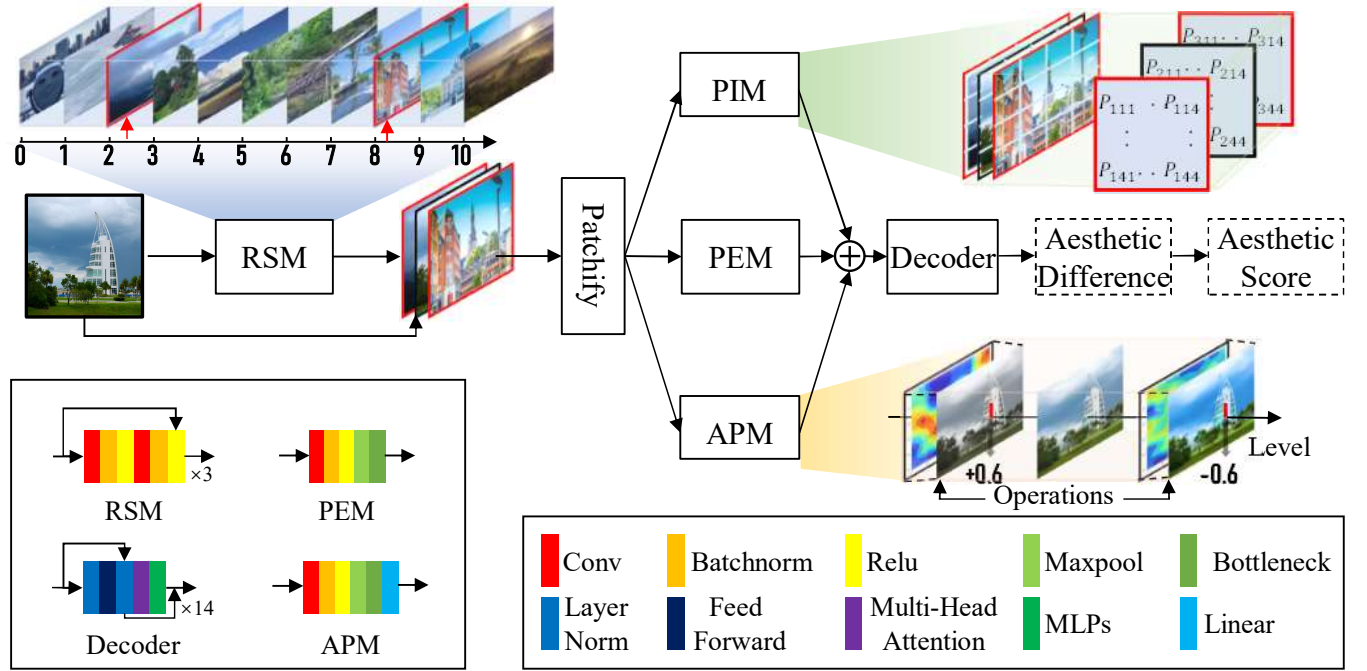 0 1 2 3 4 5 6 7 8 9 10
RSM
Patchify
PIM
PEM
APM
Decoder
Aesthetic
Difference
Aesthetic
Score
P311 . . P314
P344
P211 . . P214
P244
P111 . P114
: :
P141 . . P144
Level
+0.6
-0.6
Operations
×3
RSM
PEM
×14
Decoder
APM
Conv
Batchnorm
Relu
Maxpool
Bottleneck
Layer
Norm
Feed
Forward
Multi-Head
Attention
MLPs
Linear